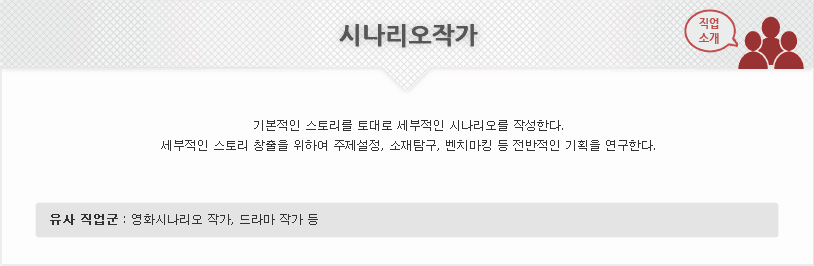 시나리오작가
직업
소개
기본적인 스토리를 토대로 세부적인 시나리오를 작성한다.
세부적인 스토리 창출을 위하여 주제설정, 소재탐구, 벤치마킹 등 전반적인 기획을 연구한다.
유사 직업군 : 영화시나리오 작가, 드라마 작가 등